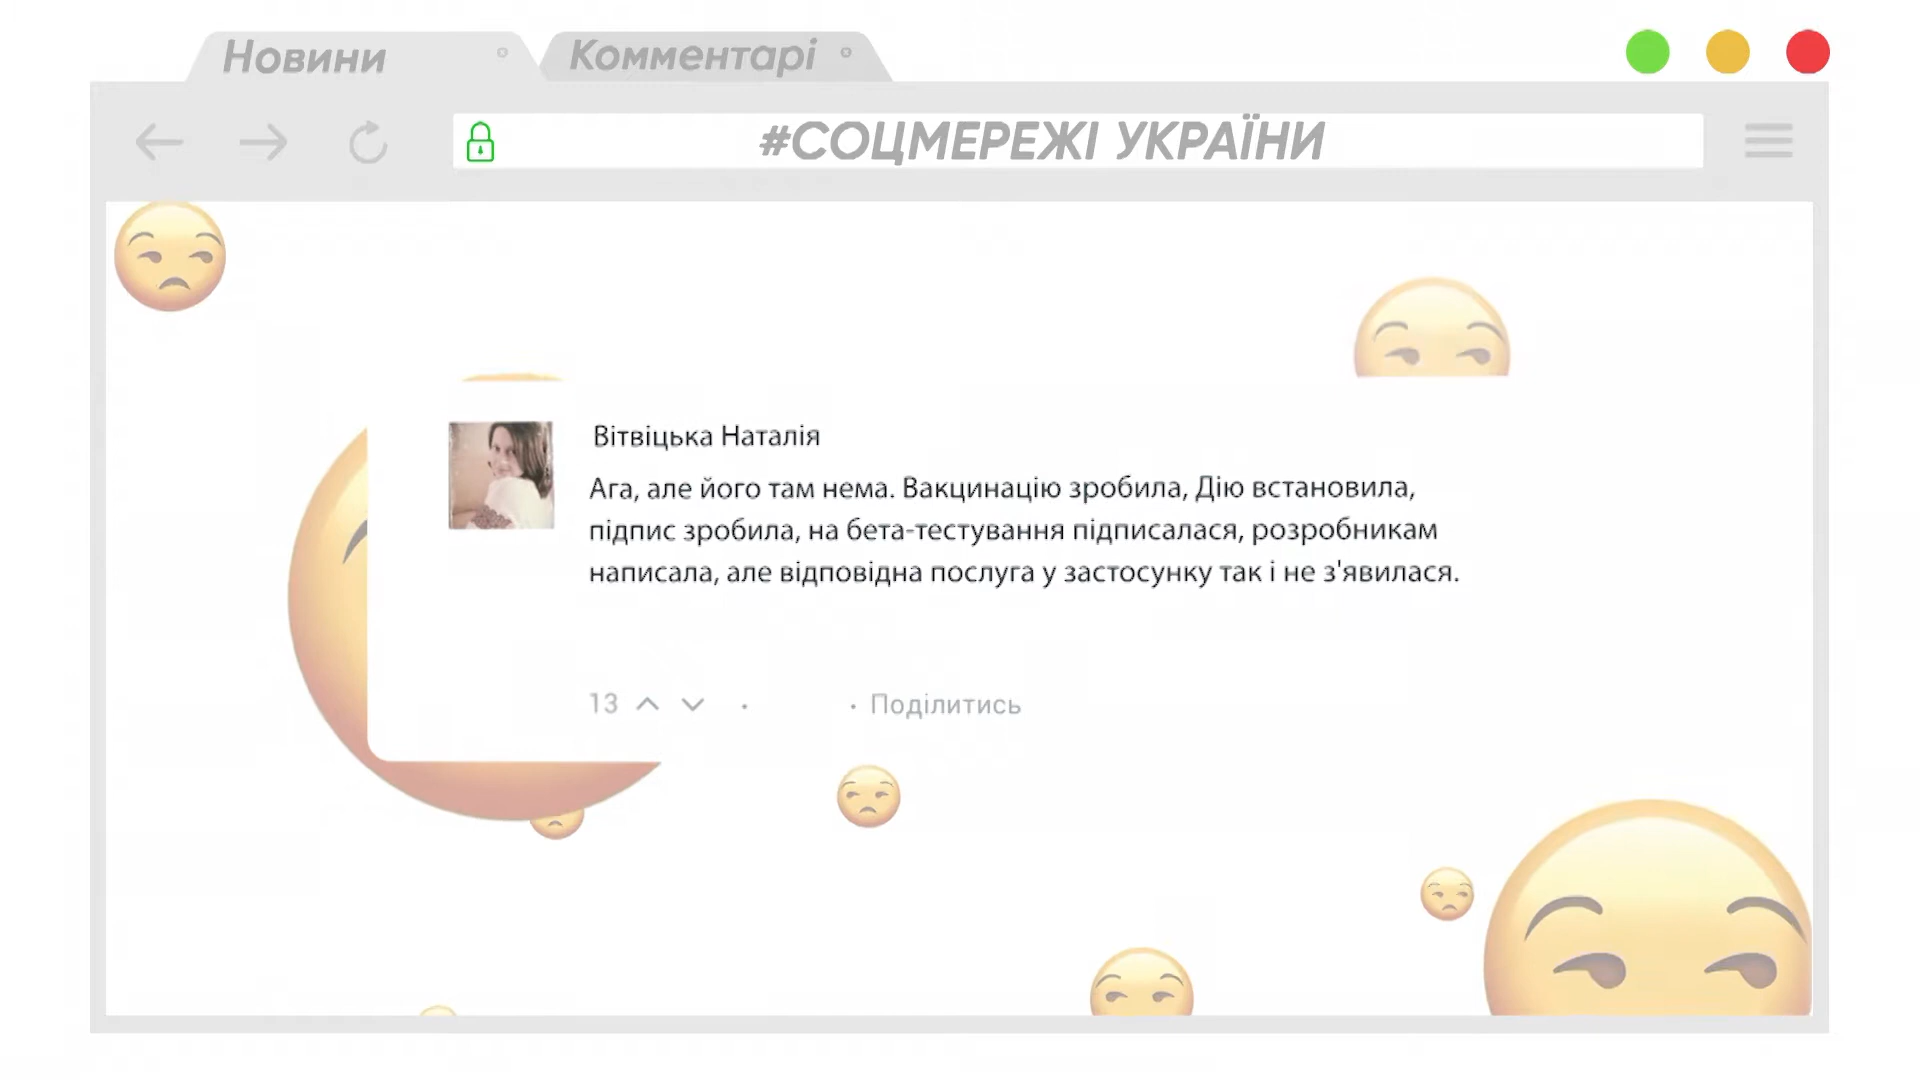 Новини
Комментарі
#СОЦМЕРЕЖІ УКРАЇНИ
Вітвіцька Наталія
Ага, але його там нема. Вакцинацію зробила, Дію встановила,
підпис зробила, на бета-тестування підписалася, розробникам
написала, але відповідна послуга у застосунку так і не з'явилася.
13
· · Поділитись